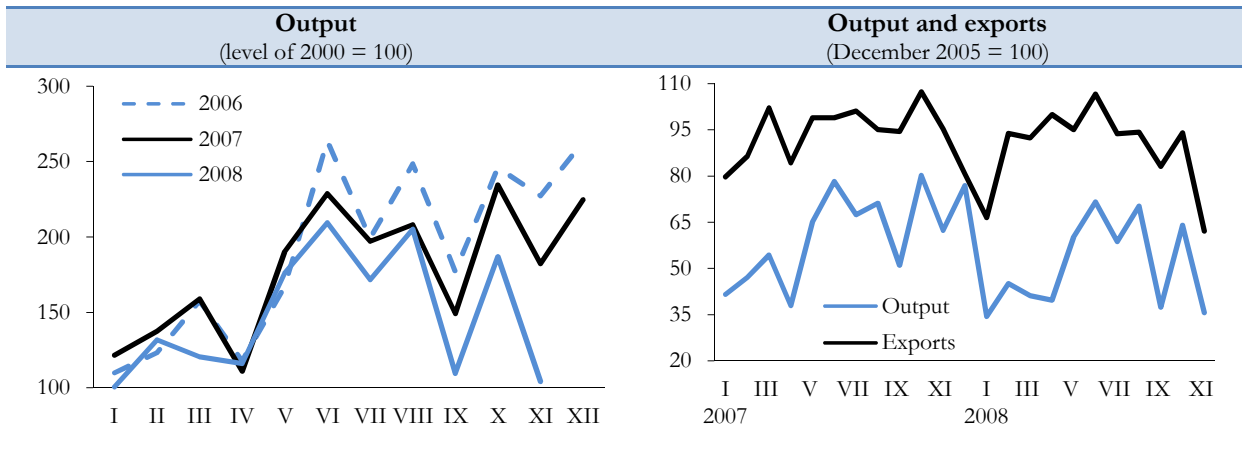 Output
(level of 2000 = 100)
300
250
200
150
100
2006
2007
2008
I II III IV V VI VII VIII IX X XI XII
Output and exports
(December 2005 = 100)
110
95
80
65
50
35
20
Output
Exports
I III V VII IX XI I III V VII IX XI
2007 2008